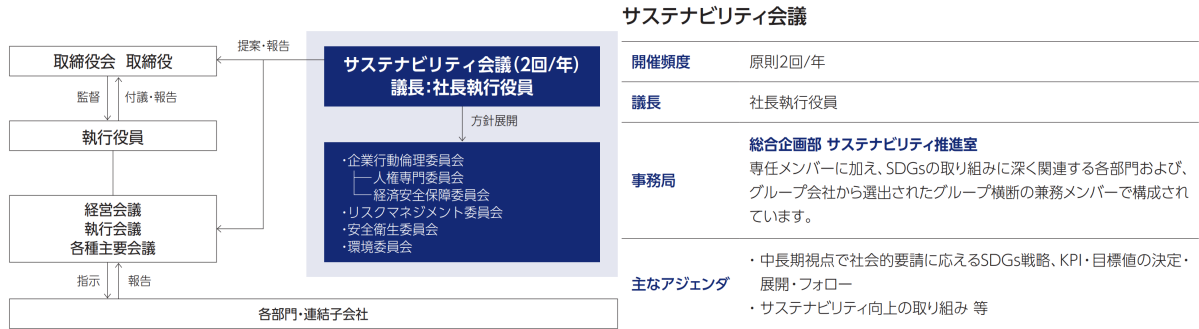 提案・報告
取締役会 取締役
監督
付議・報告
執行役員
経営会議
執行会議
各種主要会議
指示
報告
各部門・連結子会社
サステナビリティ会議（2回/年）
議長：社長執行役員
方針展開
・企業行動倫理委員会
人権専門委員会
経済安全保障委員会
・リスクマネジメント委員会
・安全衛生委員会
・環境委員会
サステナビリティ会議
開催頻度
原則2回/年
議長
社長執行役員
事務局
総合企画部 サステナビリティ推進室
専任メンバーに加え、SDGsの取り組みに深く関連する各部門および、
グループ会社から選出されたグループ横断の兼務メンバーで構成され
ています。
主なアジェンダ
・中長期視点で社会的要請に応えるSDGs戦略、KPI・目標値の決定・
展開・フォロー
・サステナビリティ向上の取り組み 等